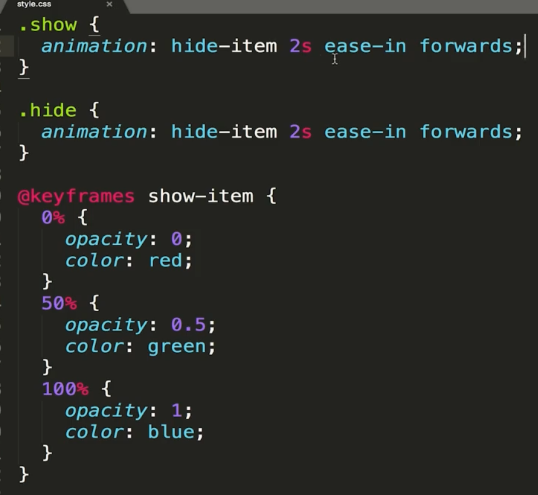 style.css ×
.show {
animation: hide-item 2s ease-in forwards;
}
.hide {
animation: hide-item 2s ease-in forwards;
}
@keyframes show-item {
0% {
opacity: 0;
color: red;
}
50% {
opacity: 0.5;
color: green;
}
100% {
opacity: 1;
color: blue;
}
}